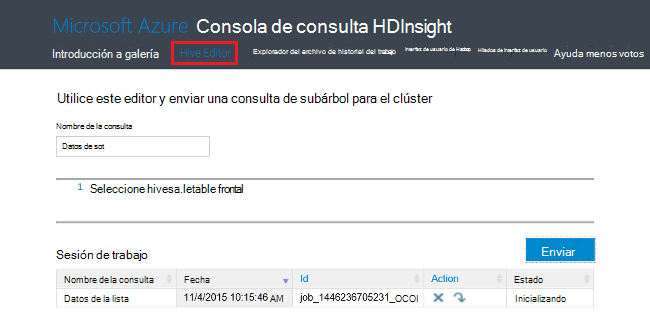 Microsoft Azure Consola de consulta HDInsight
Introducción a galería Hive Editor Explorador del archivo de historial del trabajo Interfaz de usuario de Hadoop Hilados de interfaz de usuario Ayuda menos votos
Utilice este editor y enviar una consulta de subárbol para el clúster
Nombre de la consulta
Datos de sot
1 Seleccione hivesa.letable frontal
Enviar
Sesión de trabajo
Nombre de la consulta Fecha Id Action Estado
Datos de la lista 11/4/2015 10:15:46 AM job_1446236705231_OCOI Inicializando